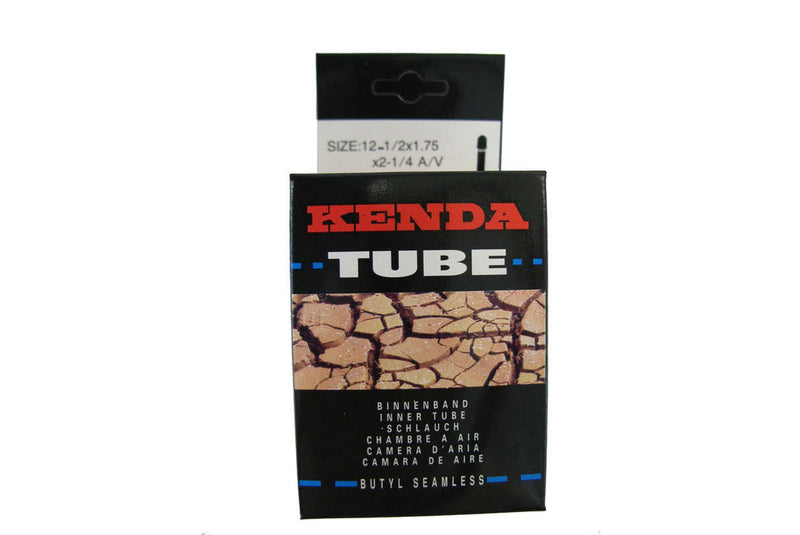 SIZE:12-1/2x1.75
x2-1/4 A/V
KENDA
TUBE
BINNENBAND
INNER TUBE
·SCHLAUCH
CHAMBRE A AIR
CAMERA D'ARIA
CAMARA DE AIRE
BUTYL SEAMLESS